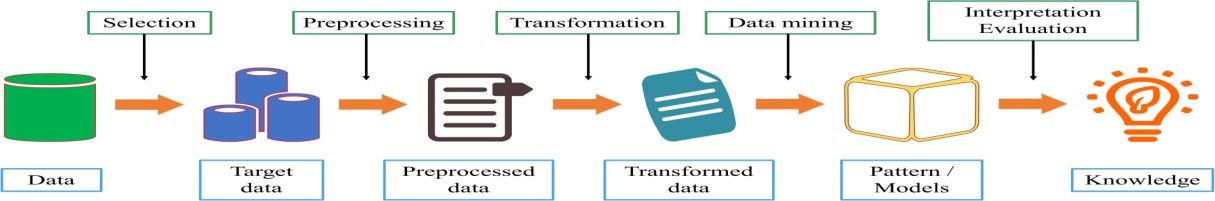 Selection
Preprocessing
Transformation
Data mining
Interpretation
Evaluation
Data
Target
data
Preprocessed
data
Transformed
data
Pattern /
Models
Knowledge